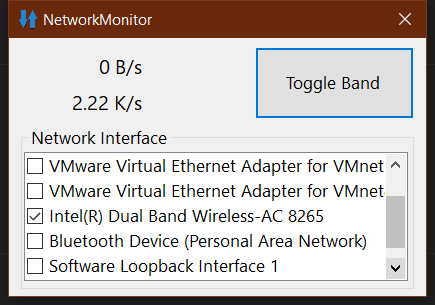 NetworkMonitor
0 B/s
2.22 K/s
Toggle Band
Network Interface
VMware Virtual Ethernet Adapter for VMnet
VMware Virtual Ethernet Adapter for VMnet
Intel(R) Dual Band Wireless-AC 8265
Bluetooth Device (Personal Area Network)
Software Loopback Interface 1